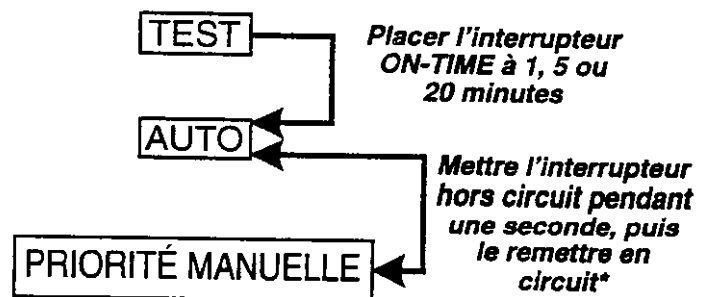 TEST
Placer l'interrupteur
ON-TIME à 1, 5 ou
20 minutes
AUTO
Mettre l'interrupteur
hors circuit pendant
une seconde, puis
le remettre en
circuit*
PRIORITÉ MANUELLE